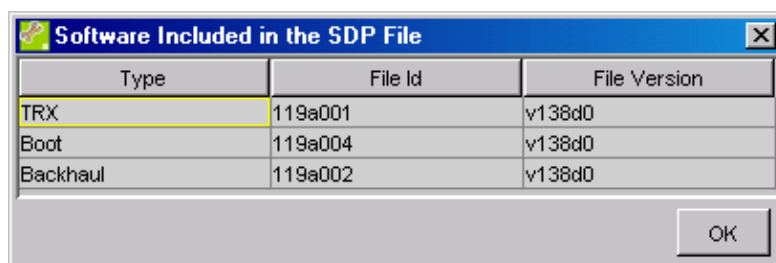 Software Included in the SDP File
Type File Id File Version
TRX 119a001 v138d0
Boot 119a004 v138d0
Backhaul 119a002 v138d0
OK